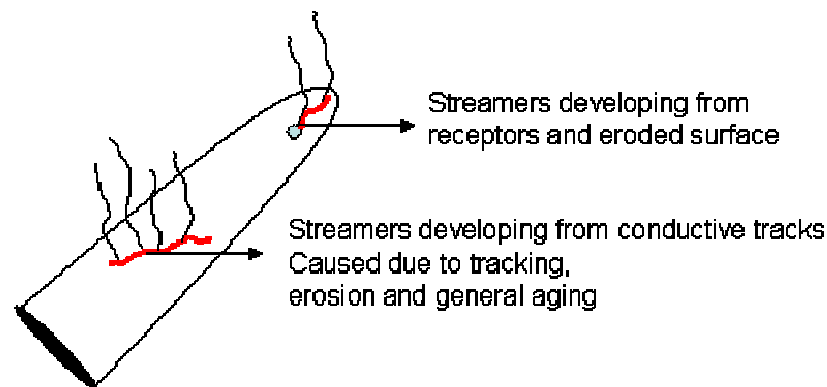 Streamers developing from
receptors and eroded surface
Streamers developing from conductive tracks
Caused due to tracking,
erosion and general aging